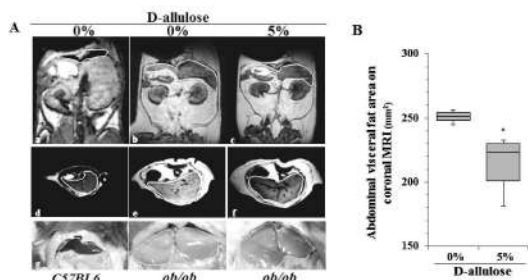 D-allulose
A
0%
0%
5%
a
b
c
d
e
f
C57BL6
ob/ob
ob/ob
B
Abdominal visceral fat area on
coronal MRI (mm²)
300
250
200
150
*
0%
5%
D-allulose